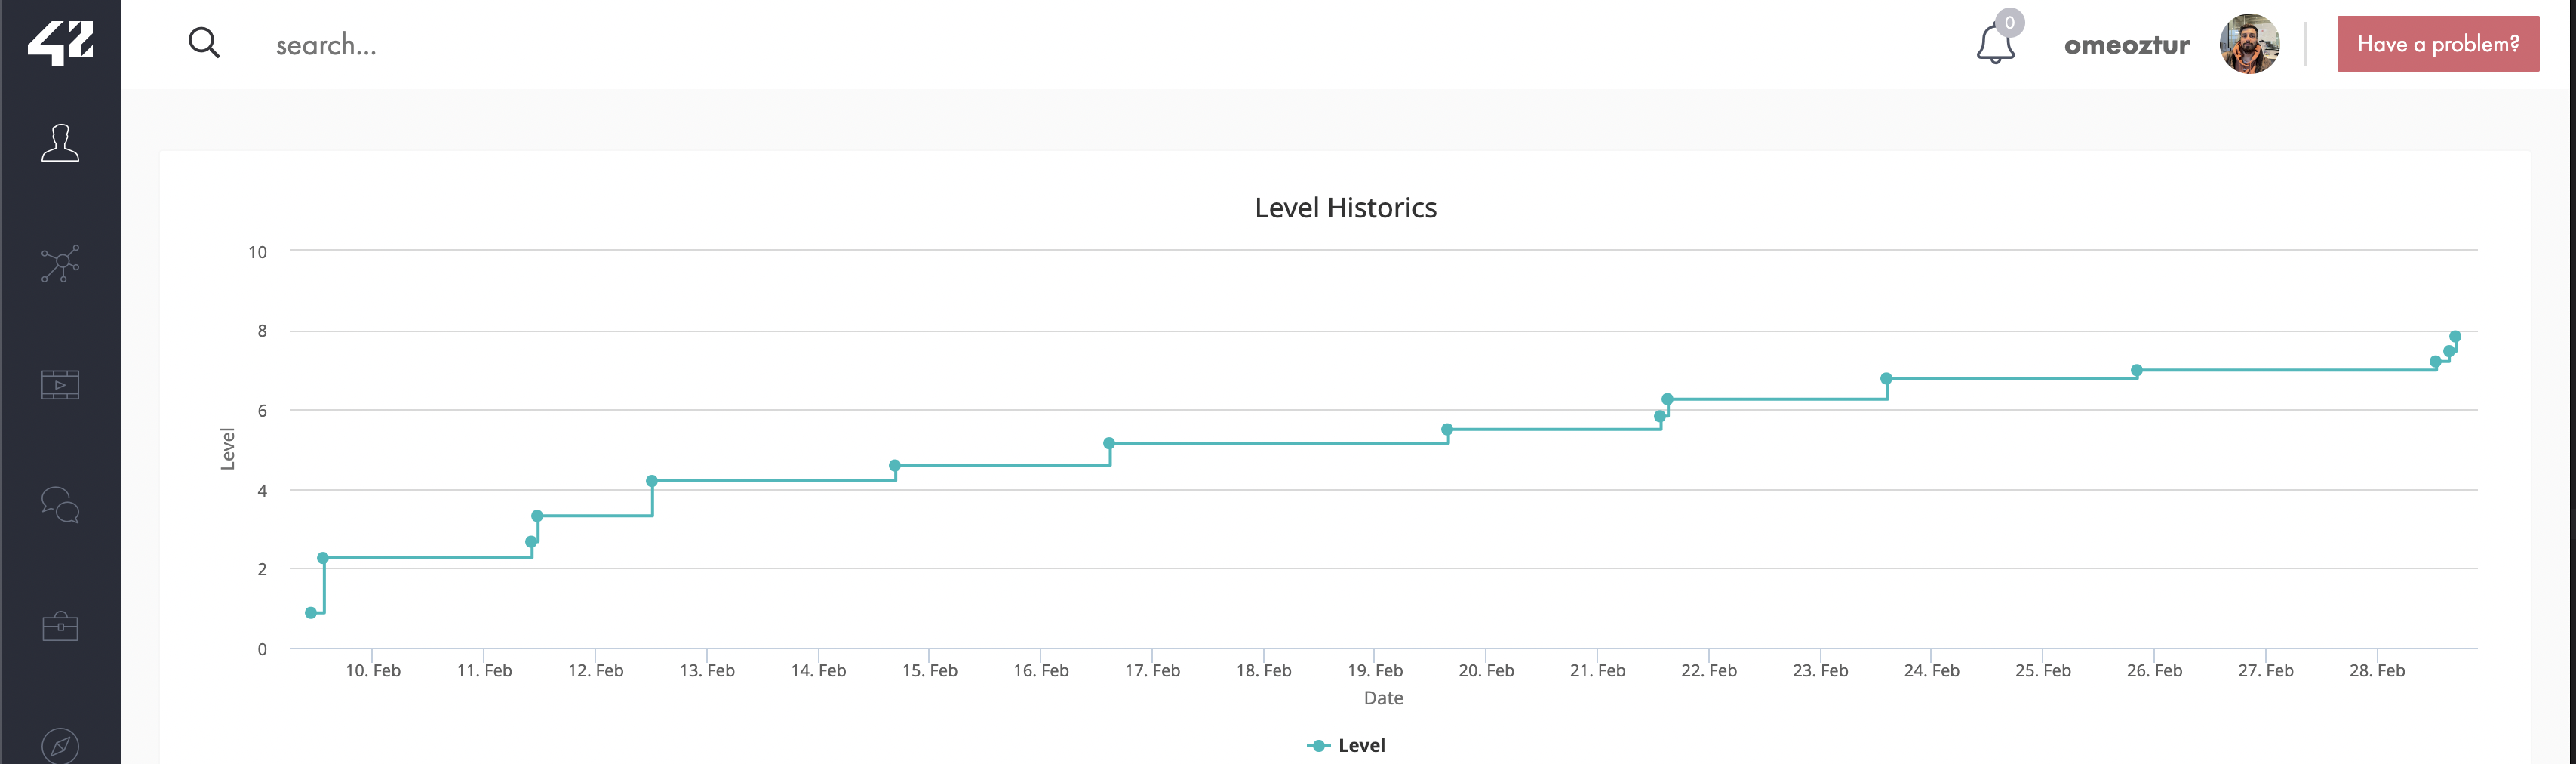 42
search...
0
omeoztur
Have a problem?
Level Historics
10
8
6
4
2
0
Level
10. Feb 11. Feb 12. Feb 13. Feb 14. Feb 15. Feb 16. Feb 17. Feb 18. Feb 19. Feb 20. Feb 21. Feb 22. Feb 23. Feb 24. Feb 25. Feb 26. Feb 27. Feb 28. Feb
Date
Level